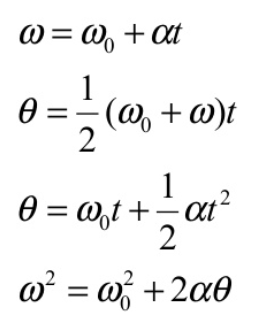 ω = ω₀ + αt
θ = 1/2 (ω₀ + ω)t
θ = ω₀t + 1/2 αt²
ω² = ω₀² + 2αθ